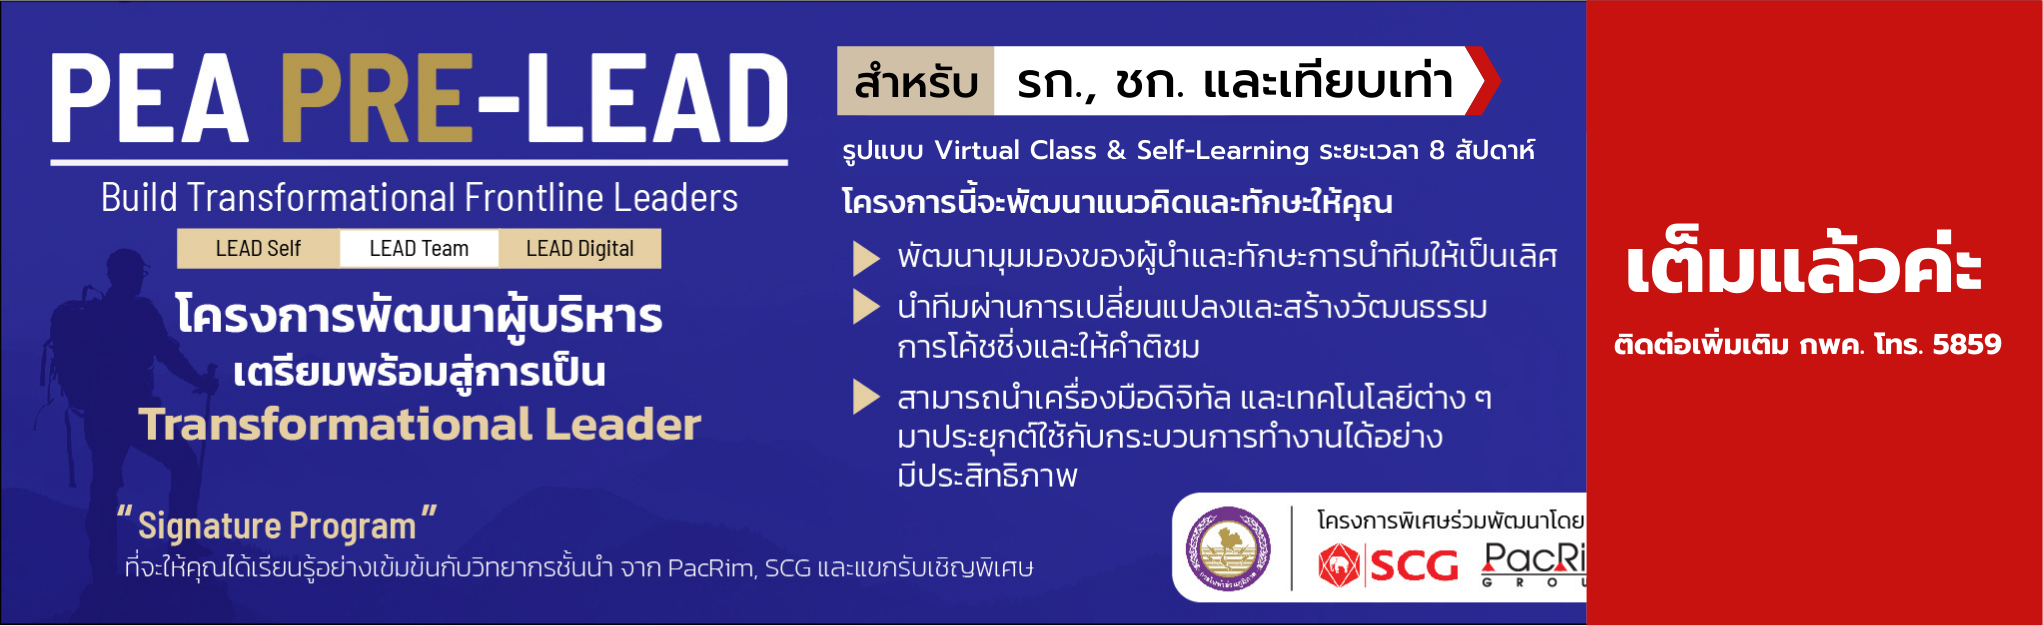 PEA PRE-LEAD
Build Transformational Frontline Leaders
LEAD Self LEAD Team LEAD Digital
โครงการพัฒนาผู้บริหาร
เตรียมพร้อมสู่การเป็น
Transformational Leader
“Signature Program”
ที่จะให้คุณได้เรียนรู้อย่างเข้มข้นกับวิทยากรชั้นนำ จาก PacRim, SCG และแขกรับเชิญพิเศษ
สำหรับ รก., ชก. และเทียบเท่า
รูปแบบ Virtual Class & Self-Learning ระยะเวลา 8 สัปดาห์
โครงการนี้จะพัฒนาแนวคิดและทักษะให้คุณ
พัฒนามุมมองของผู้นำและทักษะการนำทีมให้เป็นเลิศ
นำทีมผ่านการเปลี่ยนแปลงและสร้างวัฒนธรรม
การโค้ชชิ่งและให้คำติชม
สามารถนำเครื่องมือดิจิทัล และเทคโนโลยีต่าง ๆ
มาประยุกต์ใช้กับกระบวนการทำงานได้อย่าง
มีประสิทธิภาพ
โครงการพิเศษร่วมพัฒนาโดย
การไฟฟ้าส่วนภูมิภาค
SCG PacRi
GROU
เต็มแล้วค่ะ
ติดต่อเพิ่มเติม กพค. โทร. 5859